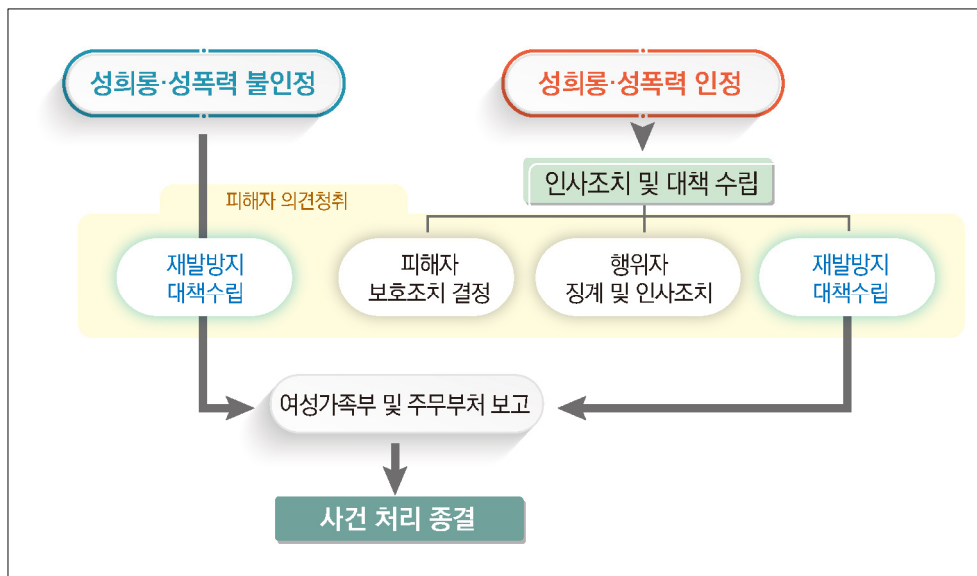 성희롱·성폭력 불인정
성희롱·성폭력 인정
인사조치 및 대책 수립
피해자 의견청취
재발방지
대책수립
피해자
보호조치 결정
행위자
징계 및 인사조치
재발방지
대책수립
여성가족부 및 주무부처 보고
사건 처리 종결